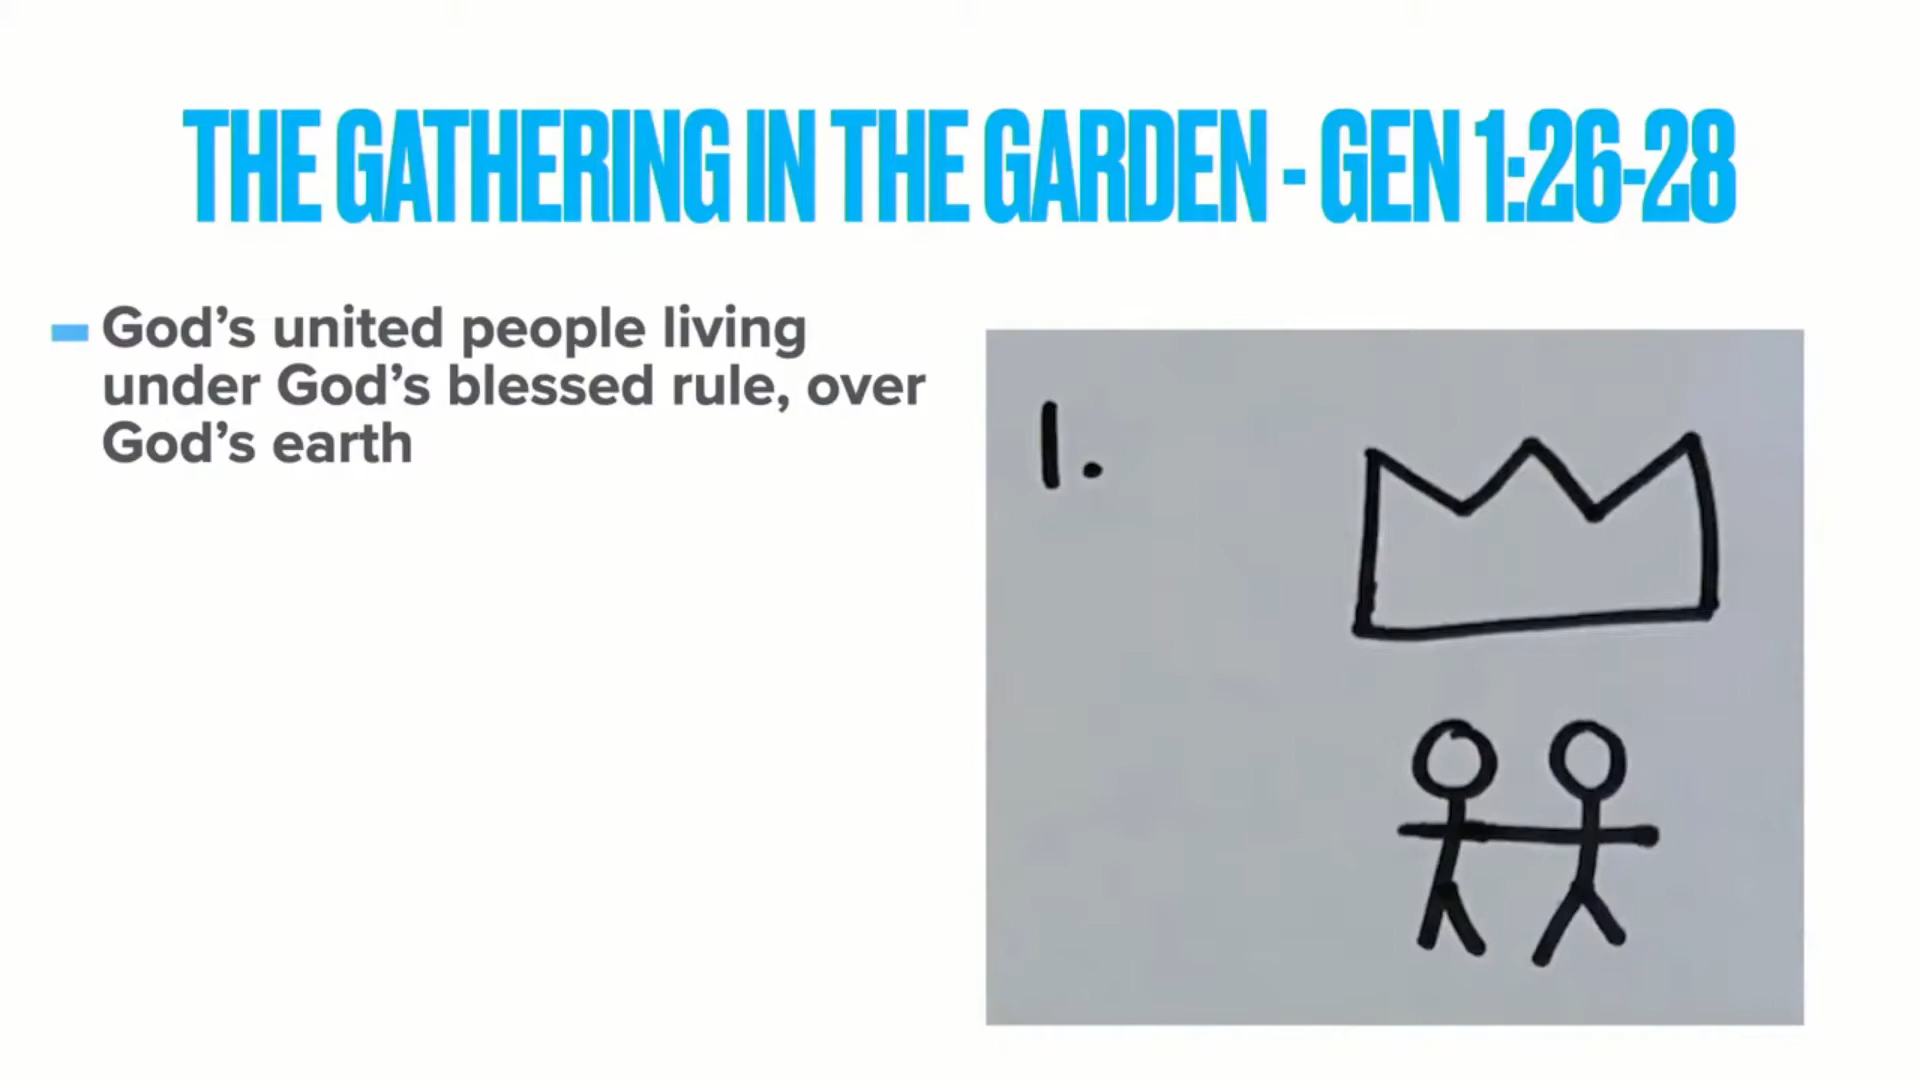 THE GATHERING IN THE GARDEN - GEN 1:26-28
God’s united people living
under God’s blessed rule, over
God’s earth
1.